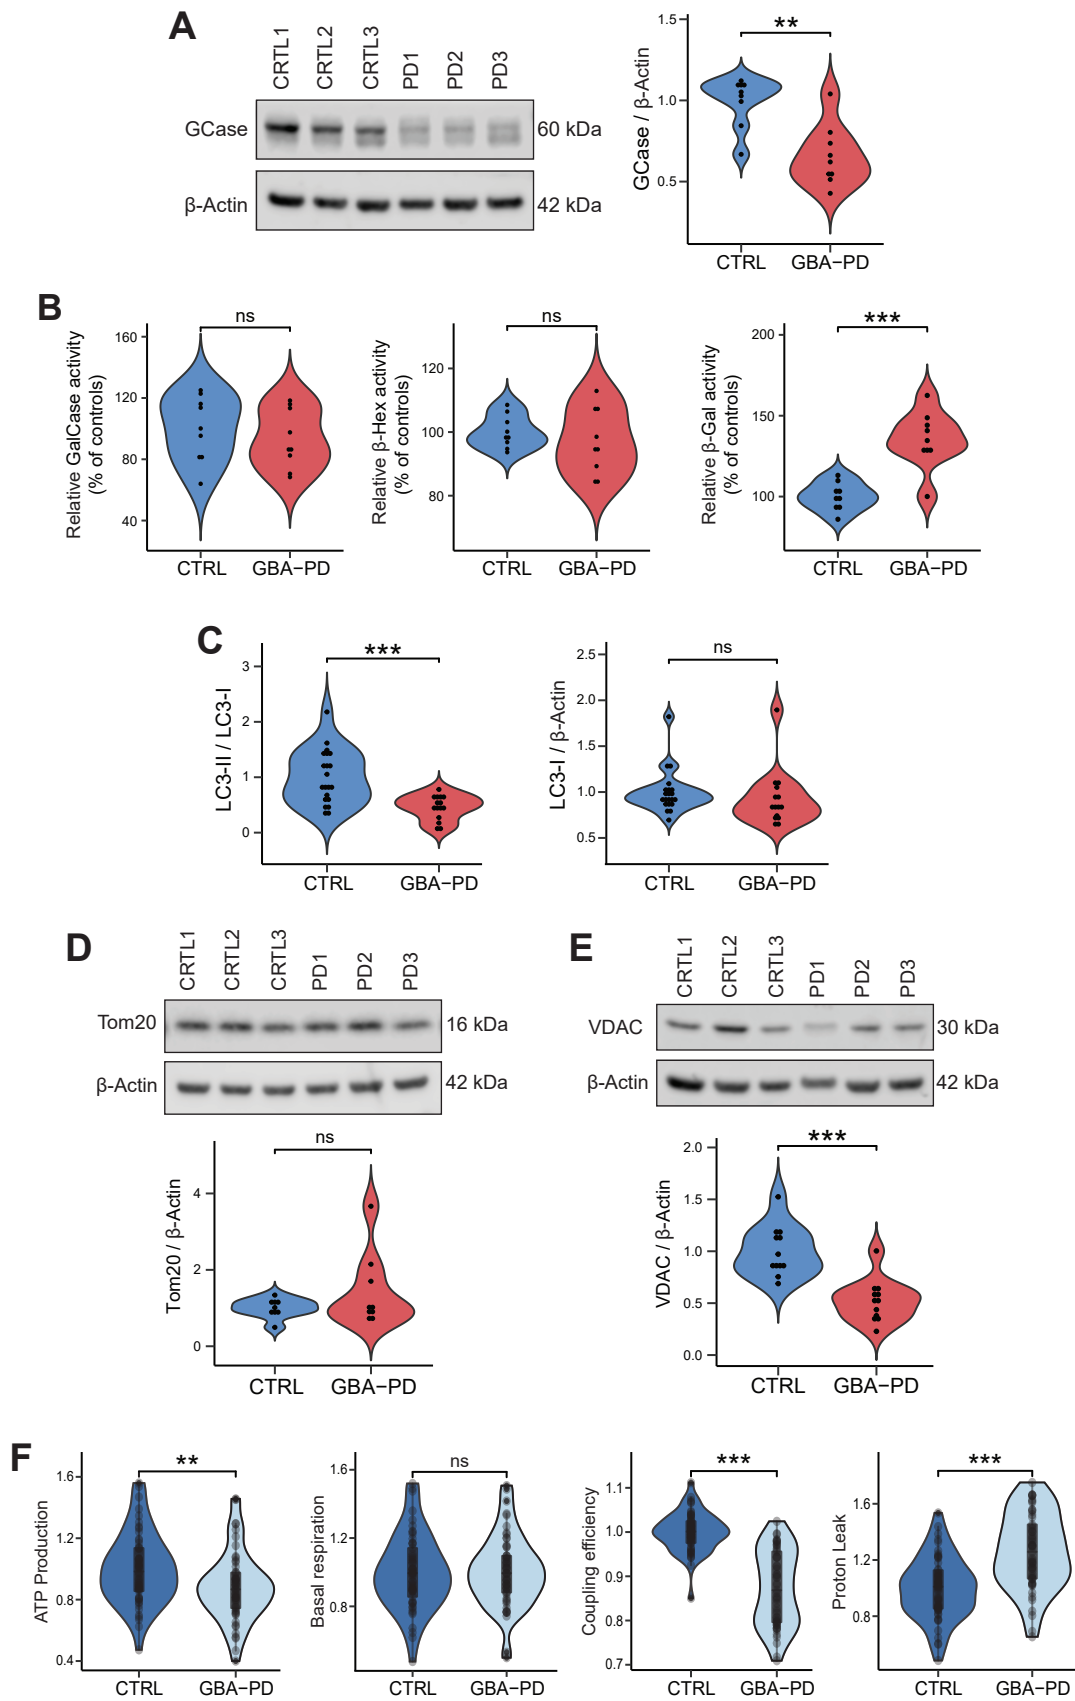 A
CRTL1 CRTL2 CRTL3 PD1 PD2 PD3
GCase 60 kDa
β-Actin 42 kDa
GCase / β-Actin
1.5
1.0
0.5
**
CTRL GBA−PD
B
Relative GalCase activity
(% of controls)
160
120
80
40
ns
CTRL GBA−PD
Relative β-Hex activity
(% of controls)
120
100
80
ns
CTRL GBA−PD
Relative β-Gal activity
(% of controls)
200
150
100
***
CTRL GBA−PD
C
LC3-II / LC3-I
3
2
1
0
***
CTRL GBA−PD
LC3-I / β-Actin
2.5
2.0
1.5
1.0
0.5
ns
CTRL GBA−PD
D
CRTL1 CRTL2 CRTL3 PD1 PD2 PD3
Tom20 16 kDa
β-Actin 42 kDa
Tom20 / β-Actin
4
2
0
ns
CTRL GBA−PD
E
CRTL1 CRTL2 CRTL3 PD1 PD2 PD3
VDAC 30 kDa
β-Actin 42 kDa
VDAC / β-Actin
2.0
1.5
1.0
0.5
0.0
***
CTRL GBA−PD
F
ATP Production
1.6
1.2
0.8
0.4
**
CTRL GBA−PD
Basal respiration
1.6
1.2
0.8
ns
CTRL GBA−PD
Coupling efficiency
1.1
1.0
0.9
0.8
0.7
***
CTRL GBA−PD
Proton Leak
1.6
1.2
0.8
***
CTRL GBA−PD